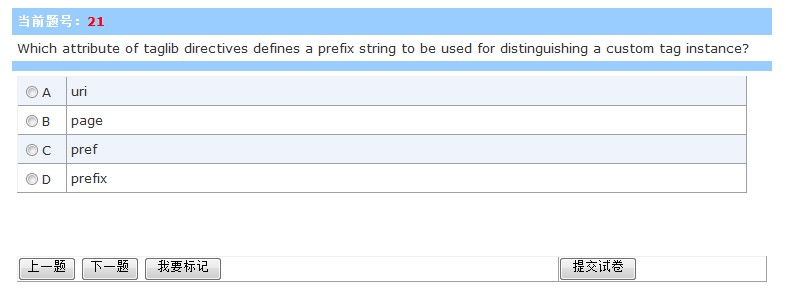 当前题号：21
Which attribute of taglib directives defines a prefix string to be used for distinguishing a custom tag instance?
A uri
B page
C pref
D prefix
上一题 下一题 我要标记 提交试卷